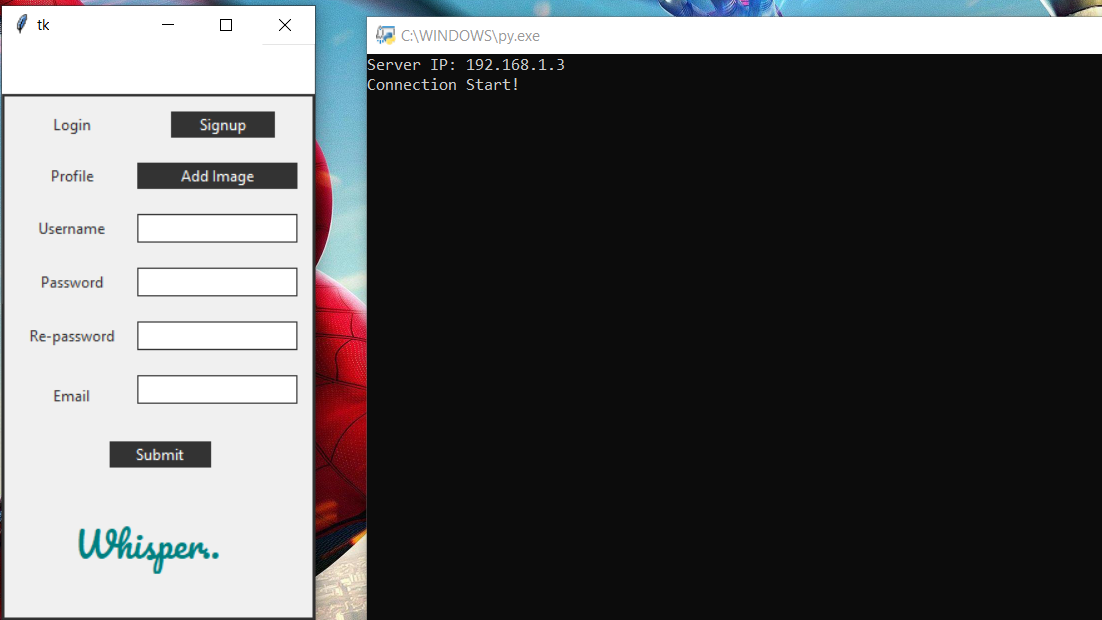 tk
Login Signup
Profile Add Image
Username
Password
Re-password
Email
Submit
Whisper..
C:\WINDOWS\py.exe
Server IP: 192.168.1.3
Connection Start!